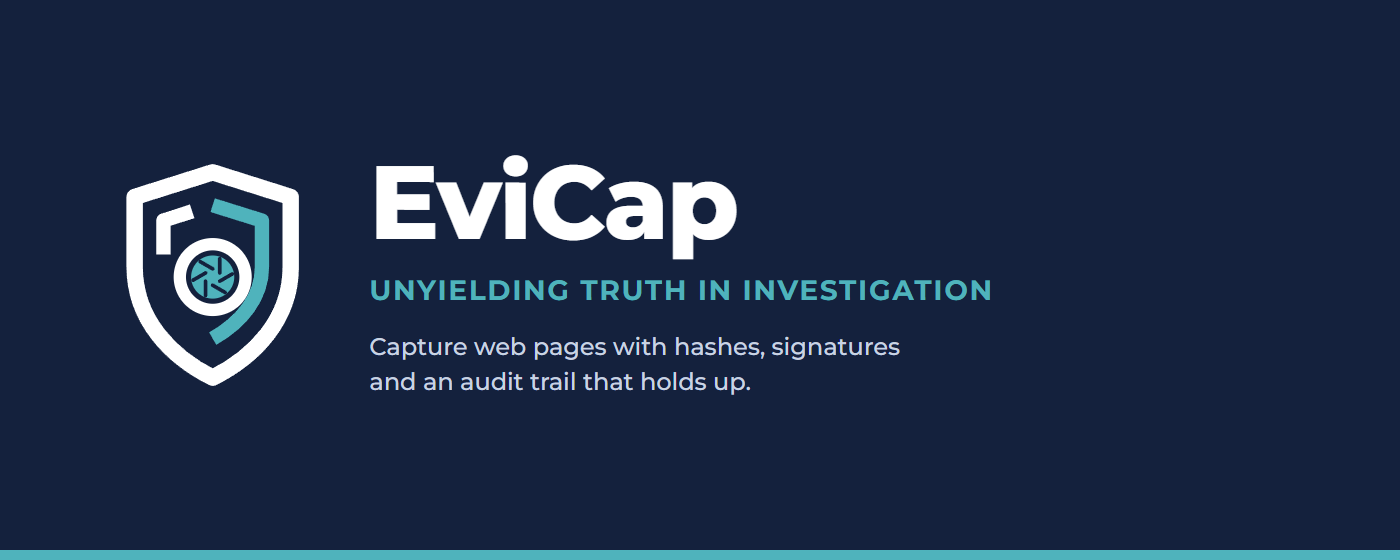 EviCap
UNYIELDING TRUTH IN INVESTIGATION
Capture web pages with hashes, signatures
and an audit trail that holds up.